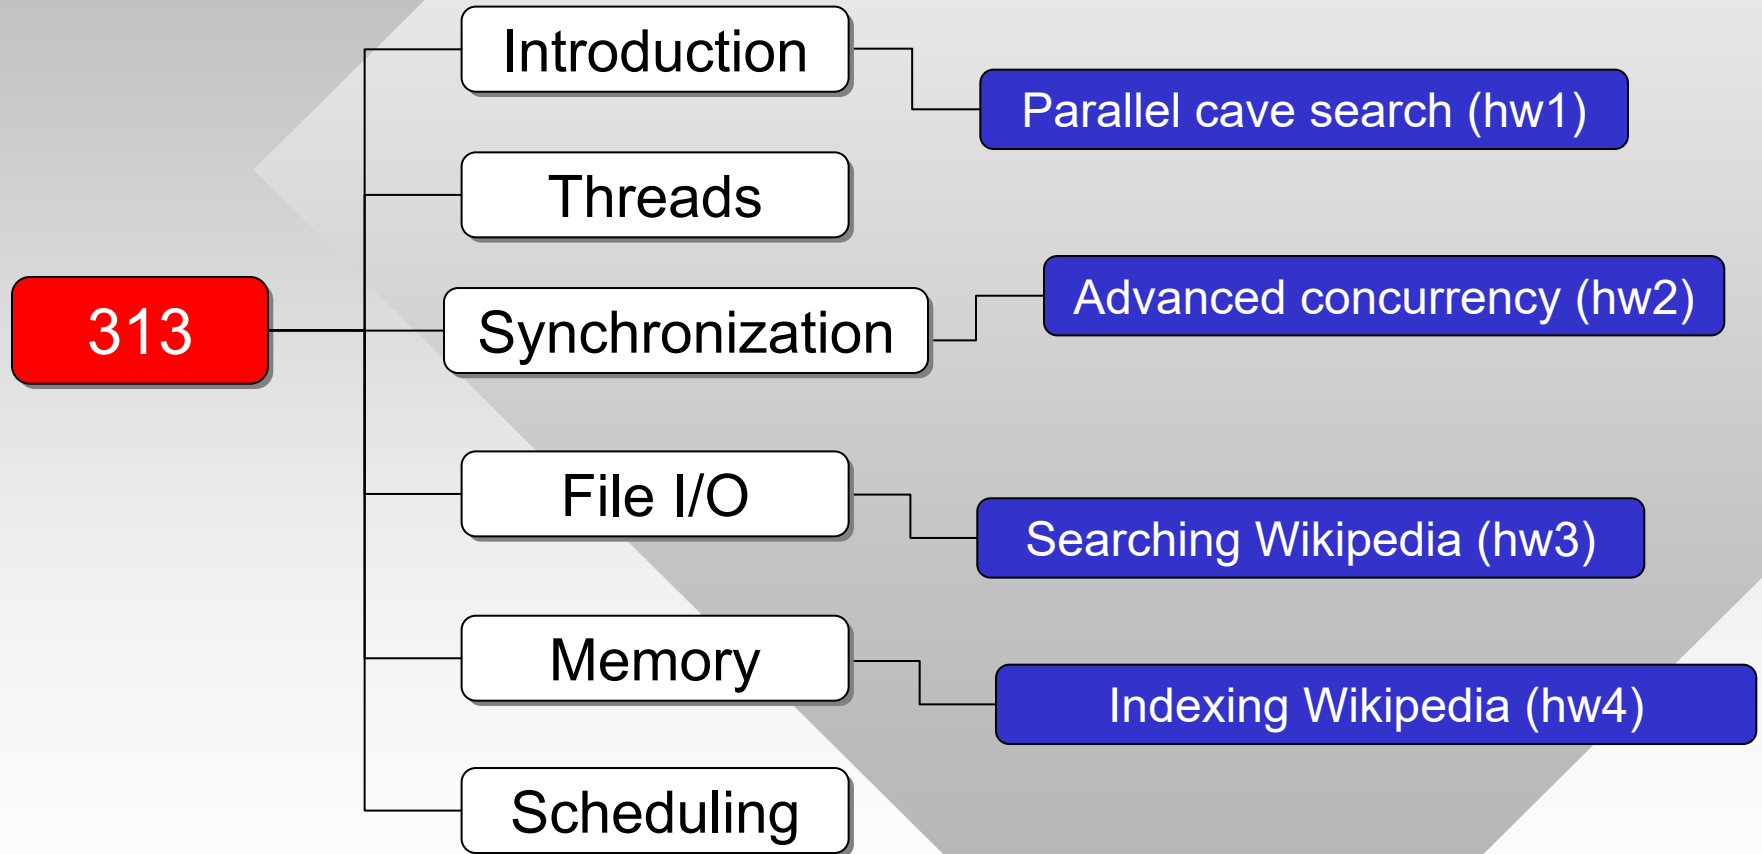 313
Introduction
Parallel cave search (hw1)
Threads
Synchronization
Advanced concurrency (hw2)
File I/O
Searching Wikipedia (hw3)
Memory
Indexing Wikipedia (hw4)
Scheduling